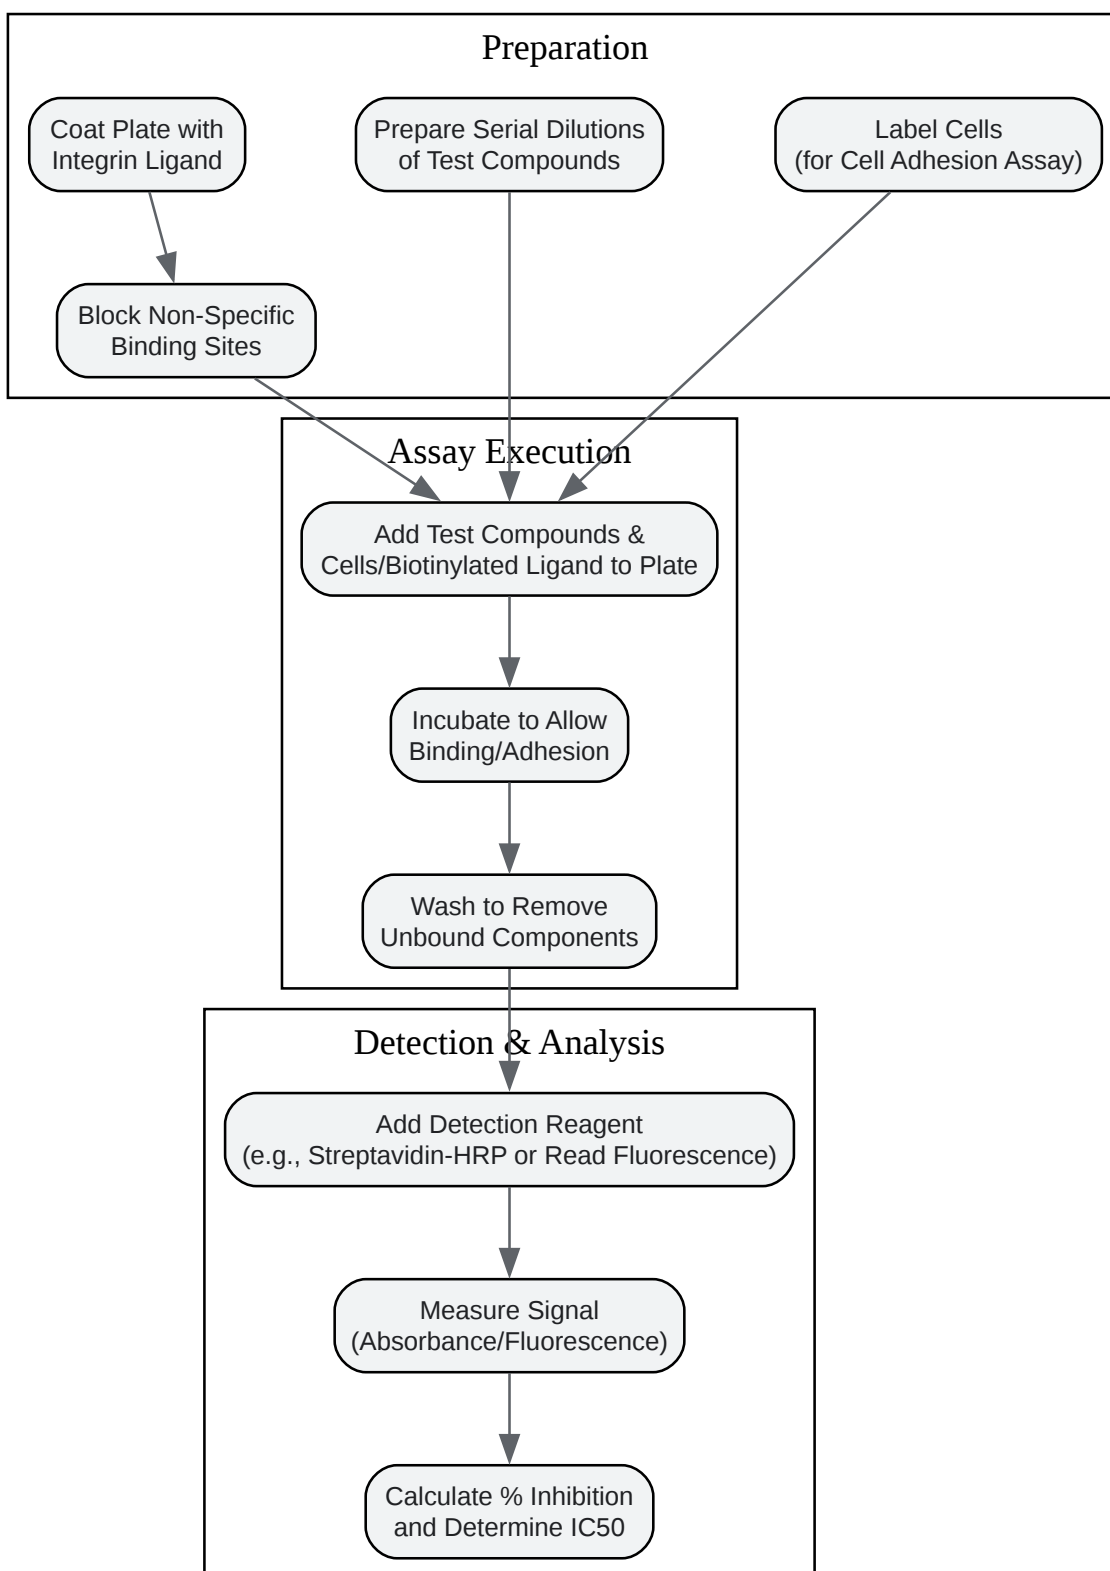 Preparation
Coat Plate with
Integrin Ligand
Prepare Serial Dilutions
of Test Compounds
Label Cells
(for Cell Adhesion Assay)
Block Non-Specific
Binding Sites
Assay Execution
Add Test Compounds &
Cells/Biotinylated Ligand to Plate
Incubate to Allow
Binding/Adhesion
Wash to Remove
Unbound Components
Detection & Analysis
Add Detection Reagent
(e.g., Streptavidin-HRP or Read Fluorescence)
Measure Signal
(Absorbance/Fluorescence)
Calculate % Inhibition
and Determine IC50